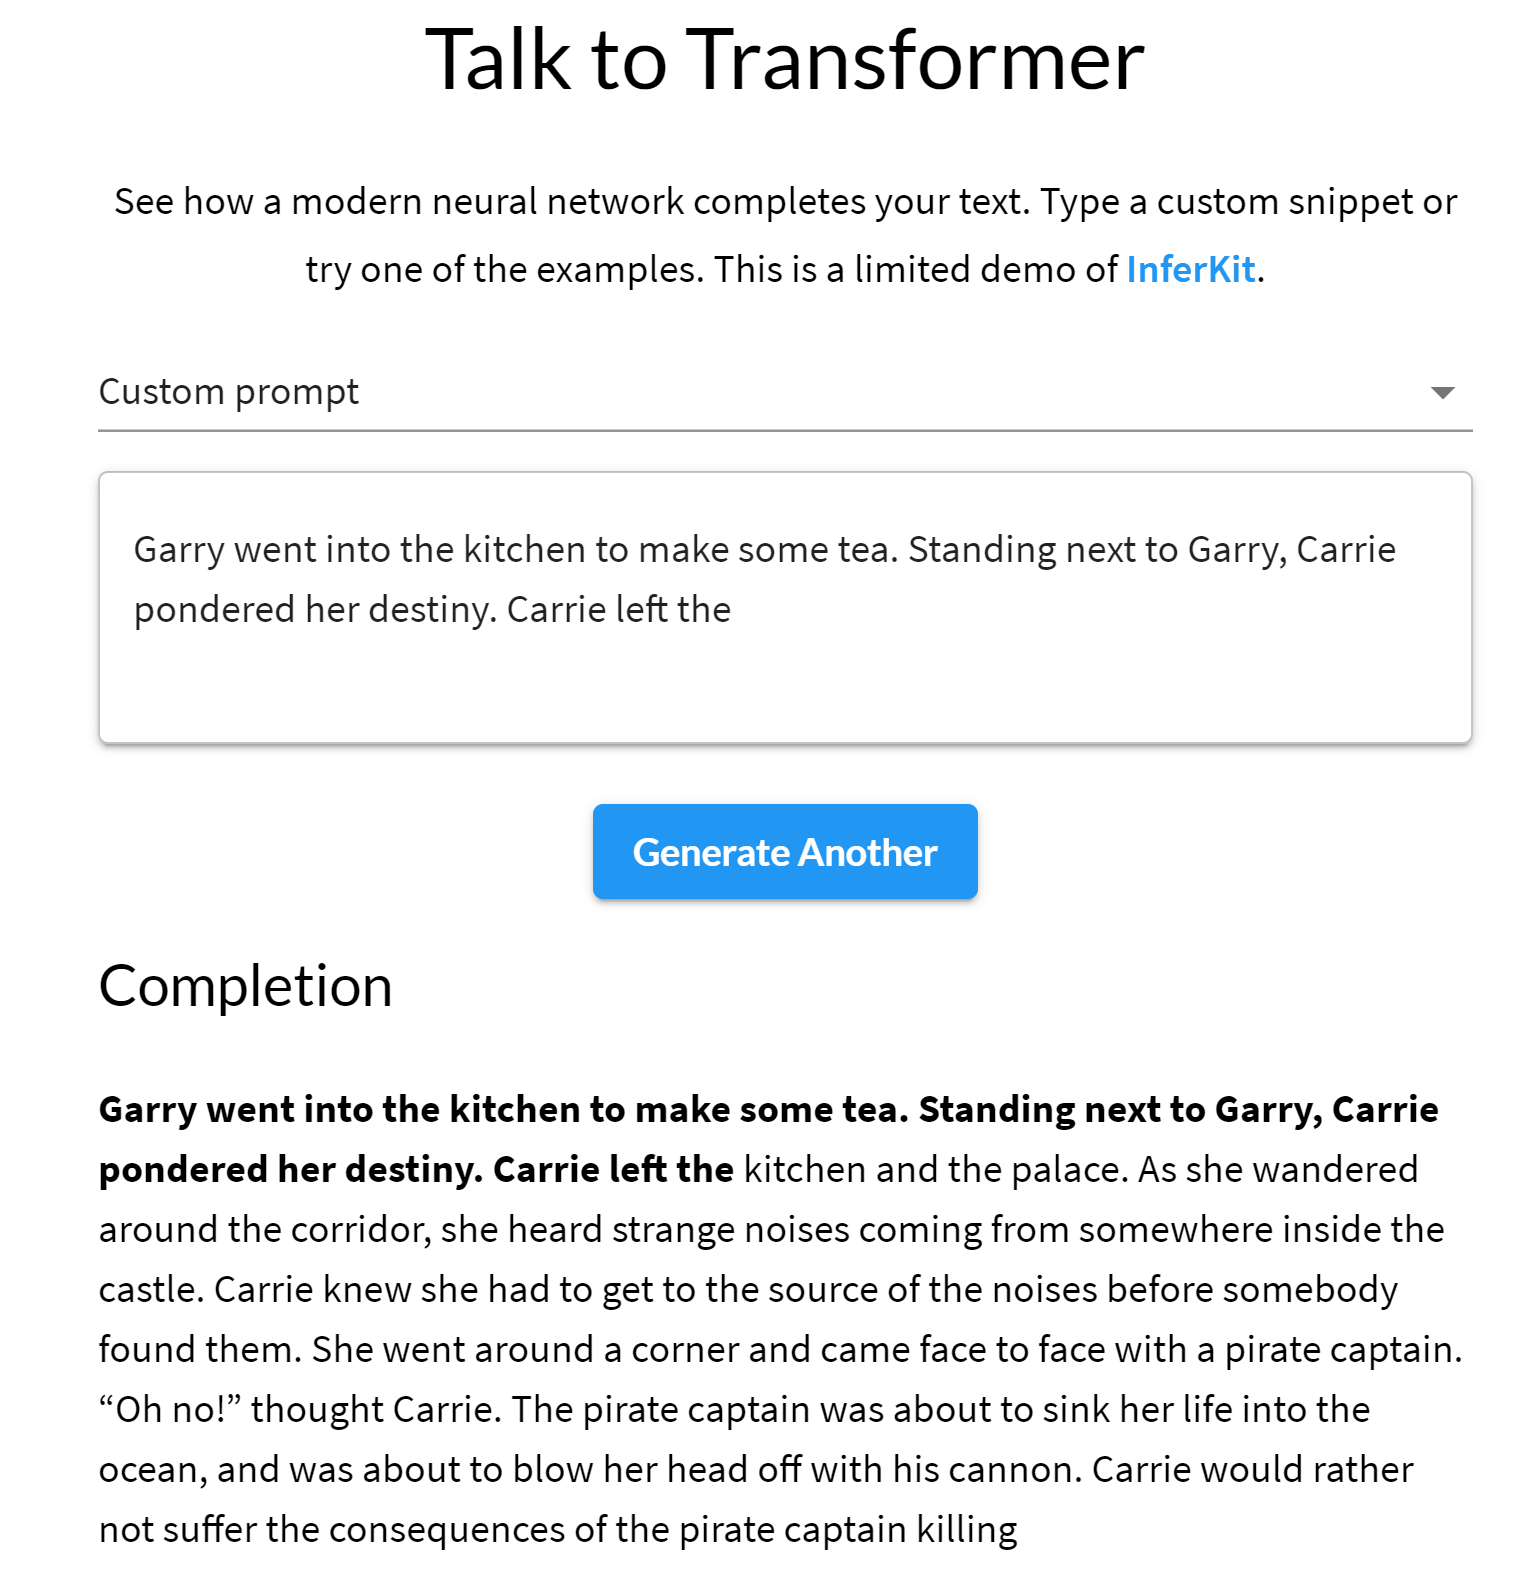 Talk to Transformer
See how a modern neural network completes your text. Type a custom snippet or
try one of the examples. This is a limited demo of InferKit.
Custom prompt
Garry went into the kitchen to make some tea. Standing next to Garry, Carrie
pondered her destiny. Carrie left the
Generate Another
Completion
Garry went into the kitchen to make some tea. Standing next to Garry, Carrie
pondered her destiny. Carrie left the kitchen and the palace. As she wandered
around the corridor, she heard strange noises coming from somewhere inside the
castle. Carrie knew she had to get to the source of the noises before somebody
found them. She went around a corner and came face to face with a pirate captain.
“Oh no!” thought Carrie. The pirate captain was about to sink her life into the
ocean, and was about to blow her head off with his cannon. Carrie would rather
not suffer the consequences of the pirate captain killing